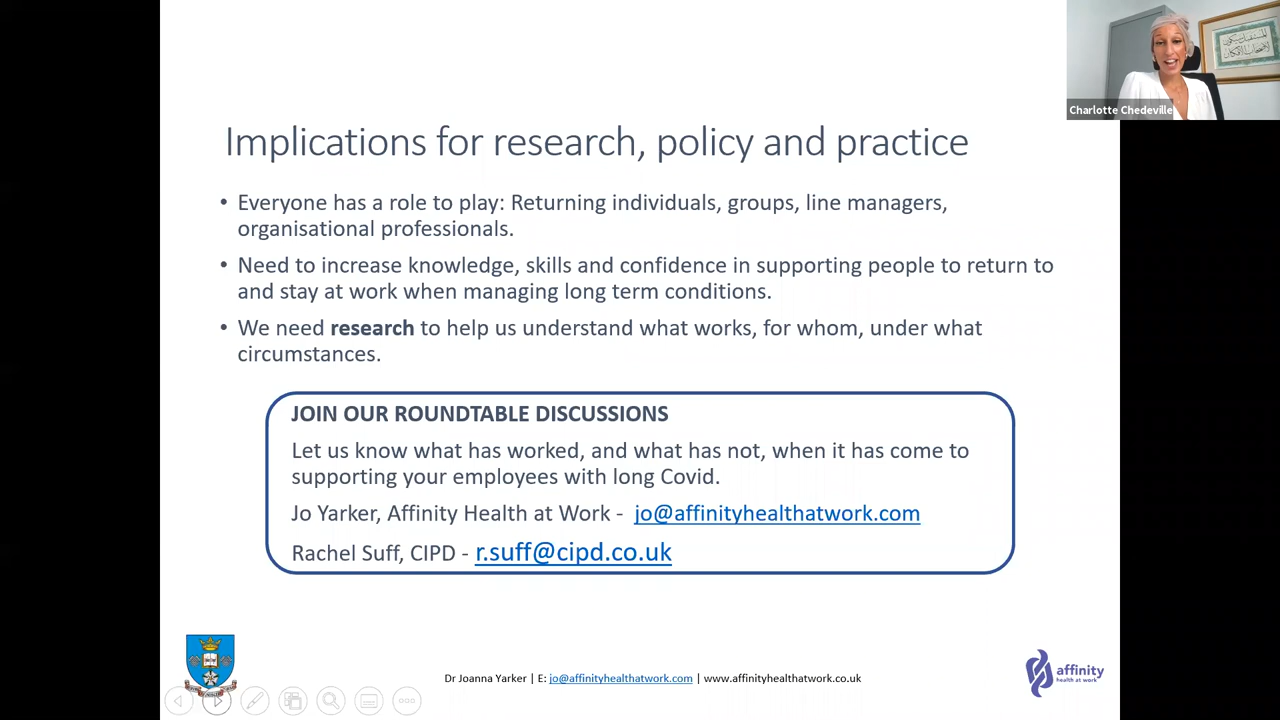 Implications for research, policy and practice
• Everyone has a role to play: Returning individuals, groups, line managers,
organisational professionals.
• Need to increase knowledge, skills and confidence in supporting people to return to
and stay at work when managing long term conditions.
• We need research to help us understand what works, for whom, under what
circumstances.
JOIN OUR ROUNDTABLE DISCUSSIONS
Let us know what has worked, and what has not, when it has come to
supporting your employees with long Covid.
Jo Yarker, Affinity Health at Work - jo@affinityhealthatwork.com
Rachel Suff, CIPD - r.suff@cipd.co.uk
Dr Joanna Yarker | E: jo@affinityhealthatwork.com | www.affinityhealthatwork.co.uk
affinity
health at work
Charlotte Chedeville